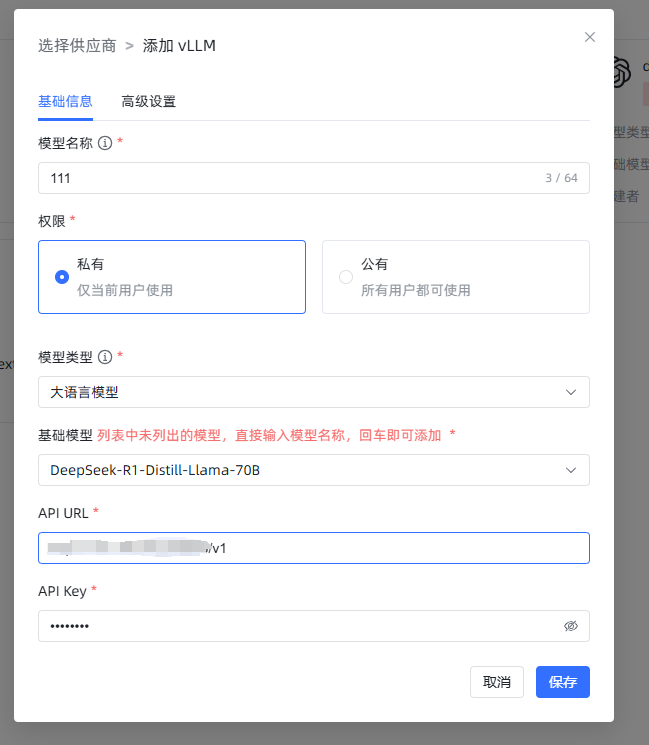 选择供应商 > 添加 vLLM
基础信息 高级设置
模型名称 *
111 3 / 64
权限 *
私有
仅当前用户使用
公有
所有用户都可使用
模型类型 *
大语言模型
基础模型 列表中未列出的模型，直接输入模型名称，回车即可添加 *
DeepSeek-R1-Distill-Llama-70B
API URL *
/v1
API Key *
••••••••
取消 保存
型类型
础模型
建者